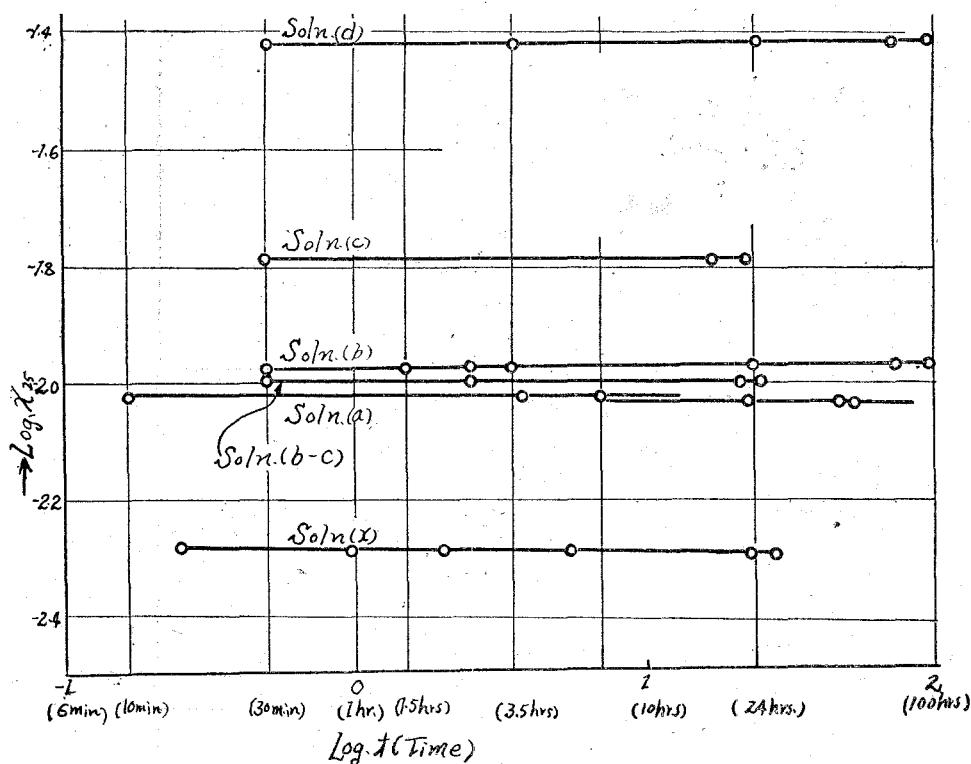 -1.4
Soln.(d)
-1.6
Soln.(c)
-1.8
Soln.(b)
-2.0
Soln.(a)
Soln.(b-c)
→Log. χ25
-2.2
Soln(x)
-2.4
-1 0 1 2
(6min) (10min) (30min) (1hr.) (1.5hrs) (3.5hrs) (10hrs) (24hrs.) (100hrs)
Log. t (Time)